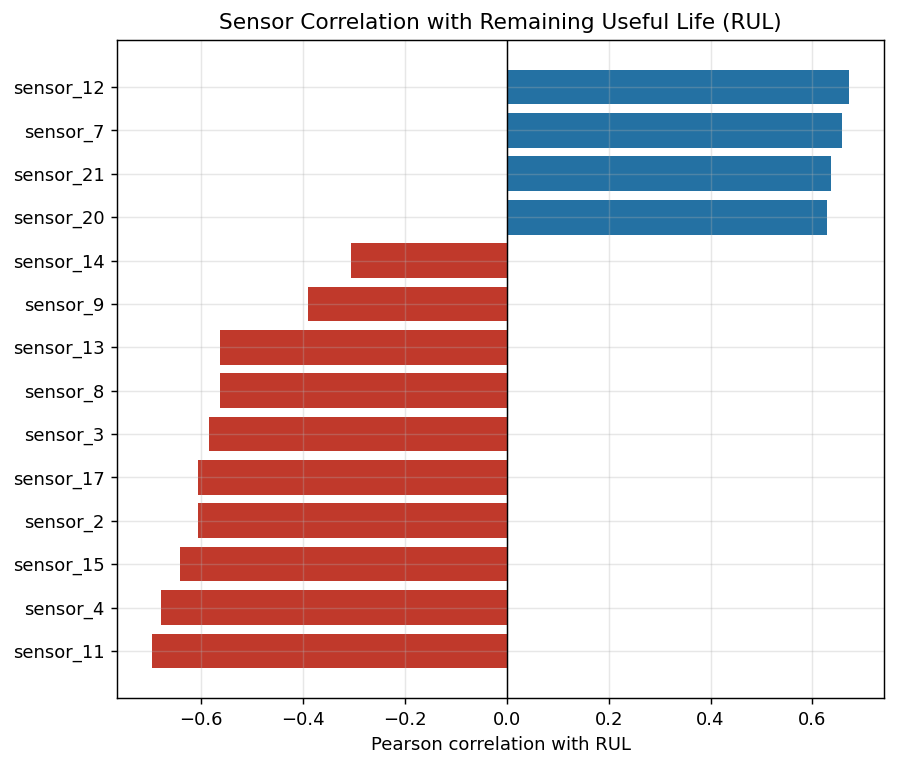 Sensor Correlation with Remaining Useful Life (RUL)
sensor_12
sensor_7
sensor_21
sensor_20
sensor_14
sensor_9
sensor_13
sensor_8
sensor_3
sensor_17
sensor_2
sensor_15
sensor_4
sensor_11
−0.6 −0.4 −0.2 0.0 0.2 0.4 0.6
Pearson correlation with RUL